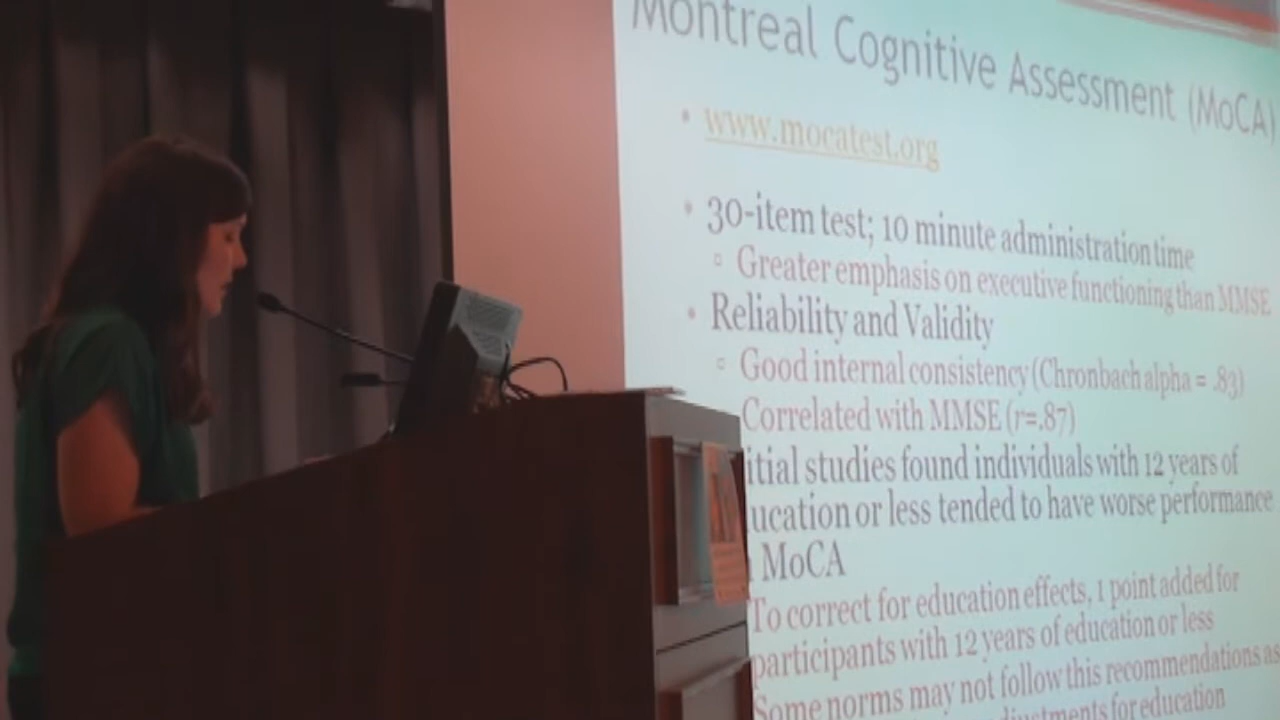 Montreal Cognitive Assessment (MoCA)
www.mocatest.org
30-item test; 10 minute administration time
Greater emphasis on executive functioning than MMSE
Reliability and Validity
Good internal consistency (Chronbach alpha = .83)
Correlated with MMSE (r=.87)
itial studies found individuals with 12 years of
ucation or less tended to have worse performance
MoCA
To correct for education effects, 1 point added for
participants with 12 years of education or less
Some norms may not follow this recommendations as
for education